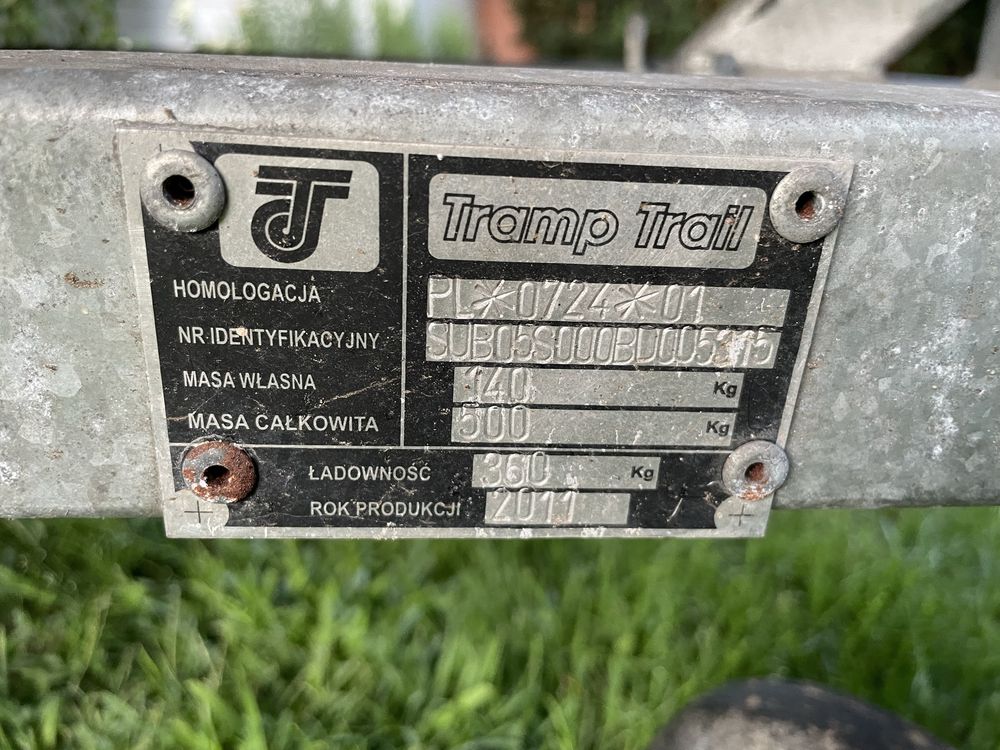 Tramp Trail
HOMOLOGACJA PL*0724*01
NR IDENTYFIKACYJNY
MASA WŁASNA 140 Kg
MASA CAŁKOWITA 500 Kg
ŁADOWNOŚĆ 360 Kg
ROK PRODUKCJI 2011